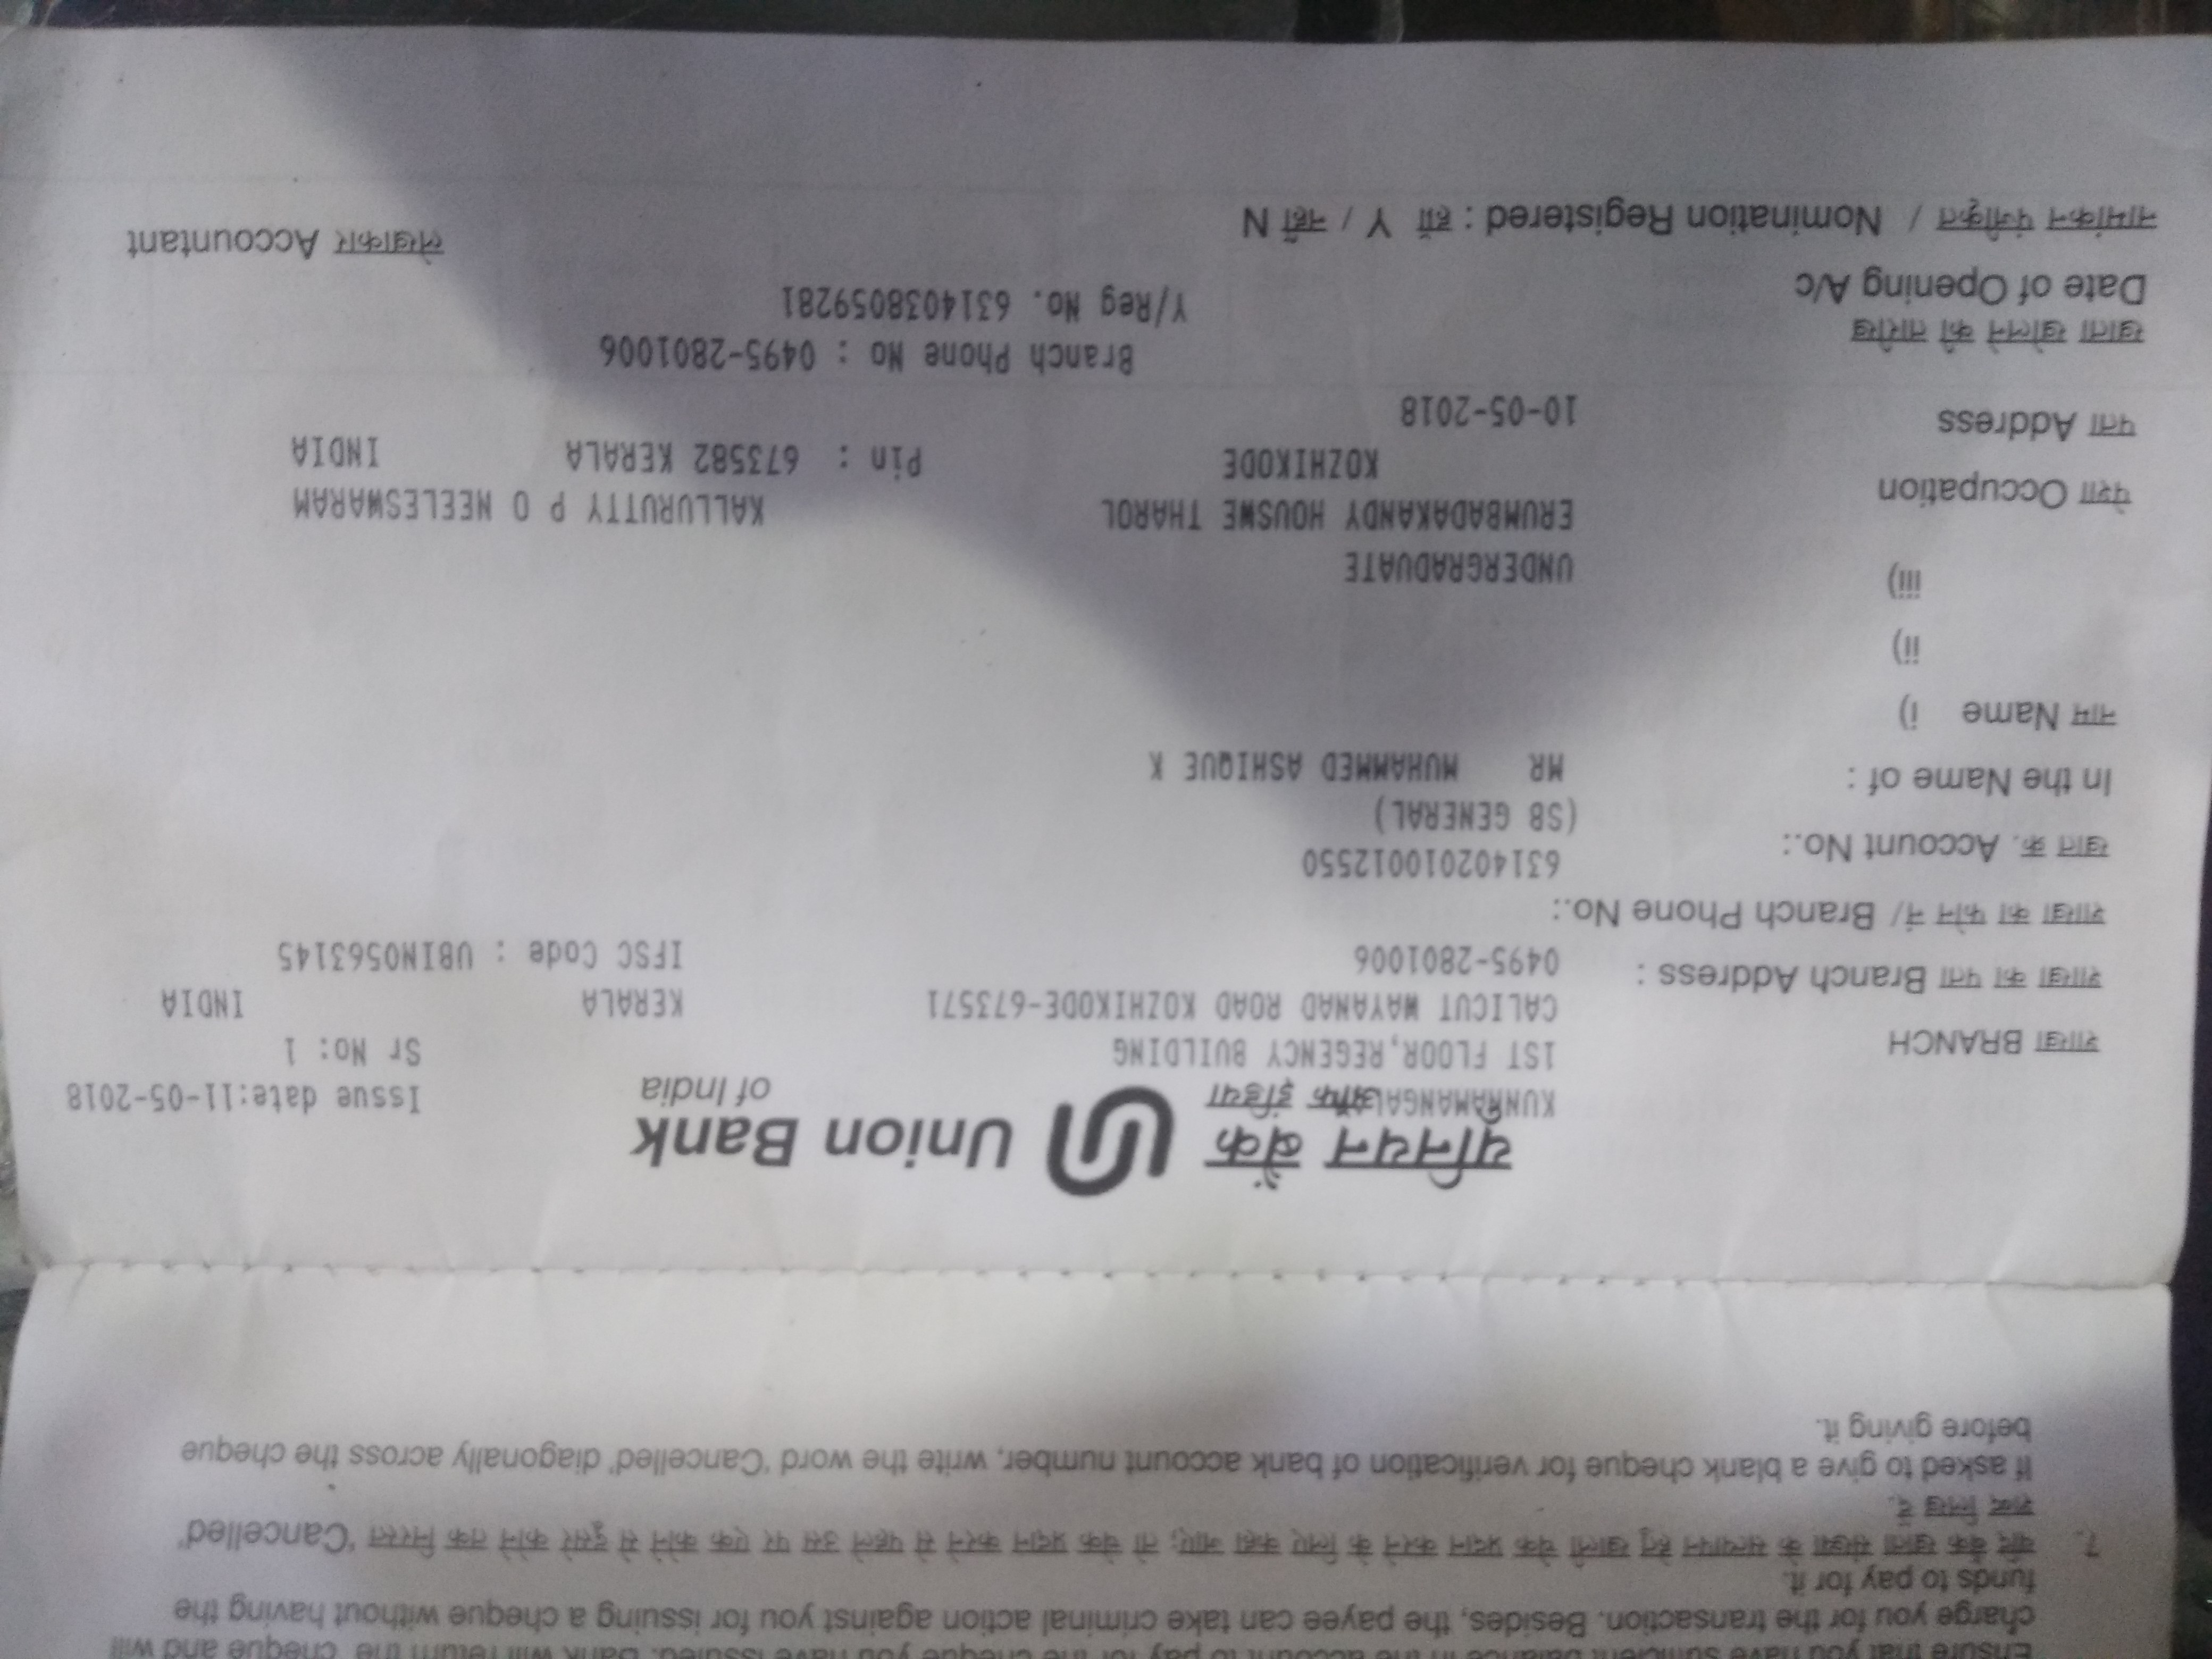 Ensure that you have sufficient balance in the account to pay for the cheque you have issued. Bank will return the cheque and will
charge you for the transaction. Besides, the payee can take criminal action against you for issuing a cheque without having the
funds to pay for it.
7. यदि बैंक खाता संख्या के सत्यापन हेतु खाली चेक प्रदान करने के लिए कहा जाए, तो चेक प्रदान करने से पहले उस पर एक कोने से दूसरे कोने तक निरस्त 'Cancelled'
शब्द लिख दें.
If asked to give a blank cheque for verification of bank account number, write the word 'Cancelled' diagonally across the cheque
before giving it.
यूनियन बैंक Union Bank
ऑफ इंडिया of India
KUNNAMANGALAM Issue date:11-05-2018
शाखा BRANCH 1ST FLOOR,REGENCY BUILDING Sr No: 1
CALICUT WAYANAD ROAD KOZHIKODE-673571 KERALA INDIA
शाखा का पता Branch Address : 0495-2801006 IFSC Code : UBIN0563145
शाखा का फोन नं/ Branch Phone No.:
खाता क्र. Account No.: 631402010012550
(SB GENERAL)
In the Name of : MR MUHAMMED ASHIQUE K
नाम Name i)
ii)
iii)
UNDERGRADUATE
पेशा Occupation ERUMBADAKANDY HOUSWE THAROL KALLURUTTY P O NEELESWARAM
KOZHIKODE Pin : 673582 KERALA INDIA
पता Address 10-05-2018
खाता खोलने की तारीख Branch Phone No : 0495-2801006
Date of Opening A/c Y/Reg No. 6314038059281
नामांकन पंजीकृत / Nomination Registered : हाँ Y / नहीं N लेखाकार Accountant